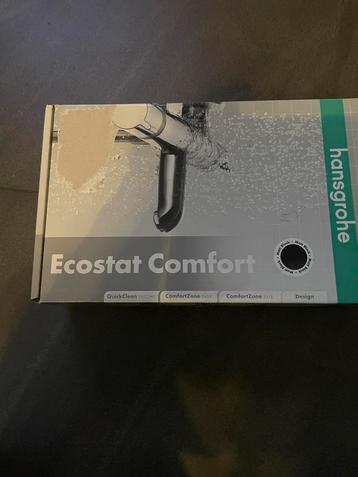 hansgrohe
Ecostat Comfort
QuickClean
ComfortZone
ComfortZone
Design